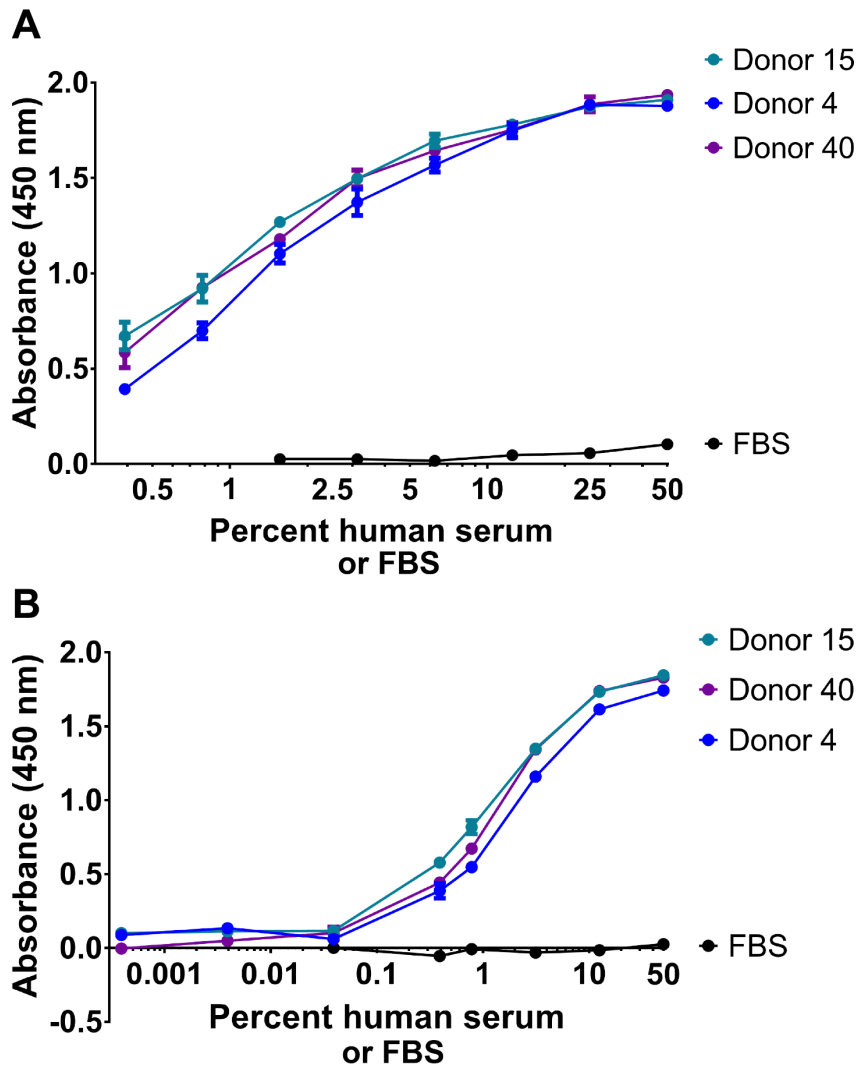 A
Donor 15
Donor 4
Donor 40
FBS
Absorbance (450 nm)
2.0
1.5
1.0
0.5
0.0
0.5 1 2.5 5 10 25 50
Percent human serum
or FBS
B
Donor 15
Donor 40
Donor 4
FBS
Absorbance (450 nm)
2.0
1.5
1.0
0.5
0.0
-0.5
0.001 0.01 0.1 1 10 50
Percent human serum
or FBS